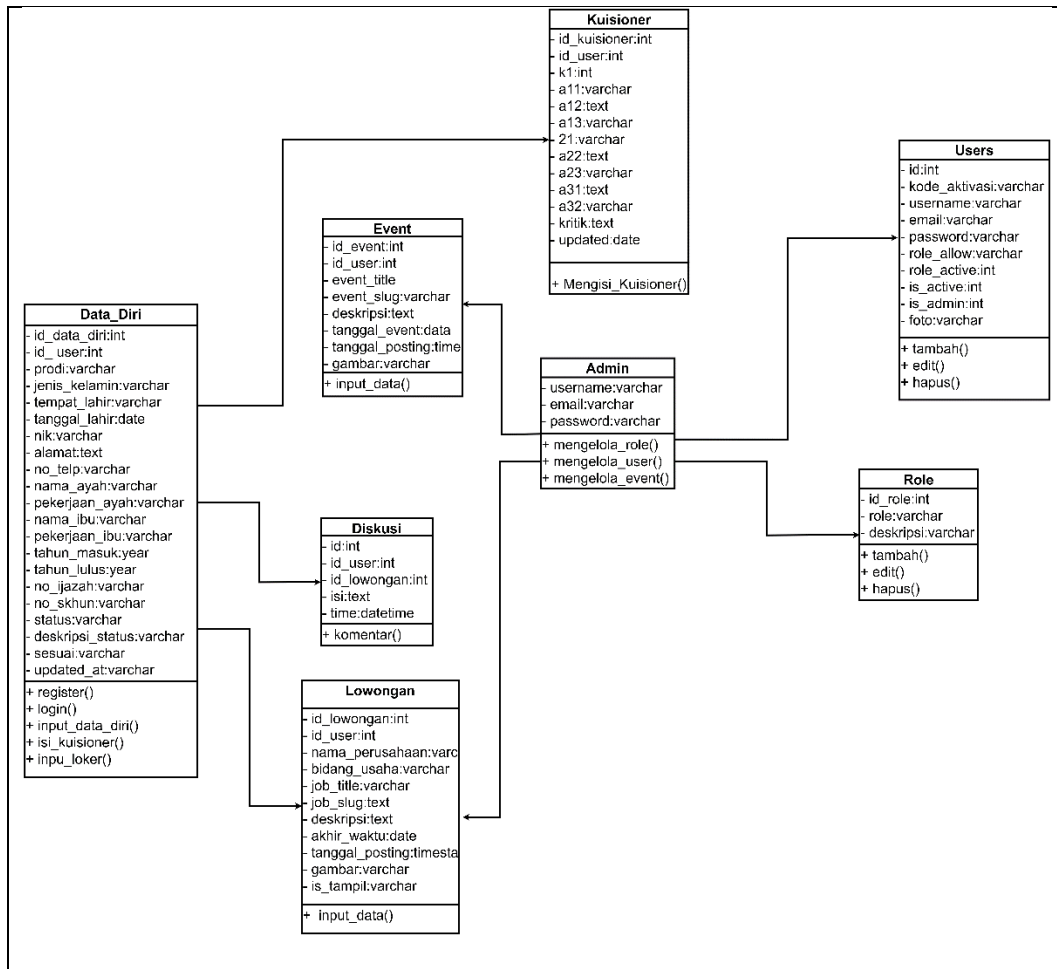 Kuisioner
- id_kuisioner:int
- id_user:int
- k1:int
- a11:varchar
- a12:text
- a13:varchar
- 21:varchar
- a22:text
- a23:varchar
- a31:text
- a32:varchar
- kritik:text
- updated:date
+ Mengisi_Kuisioner()
Users
- id:int
- kode_aktivasi:varchar
- username:varchar
- email:varchar
- password:varchar
- role_allow:varchar
- role_active:int
- is_active:int
- is_admin:int
- foto:varchar
+ tambah()
+ edit()
+ hapus()
Event
- id_event:int
- id_user:int
- event_title
- event_slug:varchar
- deskripsi:text
- tanggal_event:data
- tanggal_posting:time
- gambar:varchar
+ input_data()
Data_Diri
- id_data_diri:int
- id_ user:int
- prodi:varchar
- jenis_kelamin:varchar
- tempat_lahir:varchar
- tanggal_lahir:date
- nik:varchar
- alamat:text
- no_telp:varchar
- nama_ayah:varchar
- pekerjaan_ayah:varchar
- nama_ibu:varchar
- pekerjaan_ibu:varchar
- tahun_masuk:year
- tahun_lulus:year
- no_ijazah:varchar
- no_skhun:varchar
- status:varchar
- deskripsi_status:varchar
- sesuai:varchar
- updated_at:varchar
+ register()
+ login()
+ input_data_diri()
+ isi_kuisioner()
+ inpu_loker()
Admin
- username:varchar
- email:varchar
- password:varchar
+ mengelola_role()
+ mengelola_user()
+ mengelola_event()
Role
- id_role:int
- role:varchar
- deskripsi:varchar
+ tambah()
+ edit()
+ hapus()
Diskusi
- id:int
- id_user:int
- id_lowongan:int
- isi:text
- time:datetime
+ komentar()
Lowongan
- id_lowongan:int
- id_user:int
- nama_perusahaan:varc
- bidang_usaha:varchar
- job_title:varchar
- job_slug:text
- deskripsi:text
- akhir_waktu:date
- tanggal_posting:timesta
- gambar:varchar
- is_tampil:varchar
+ input_data()